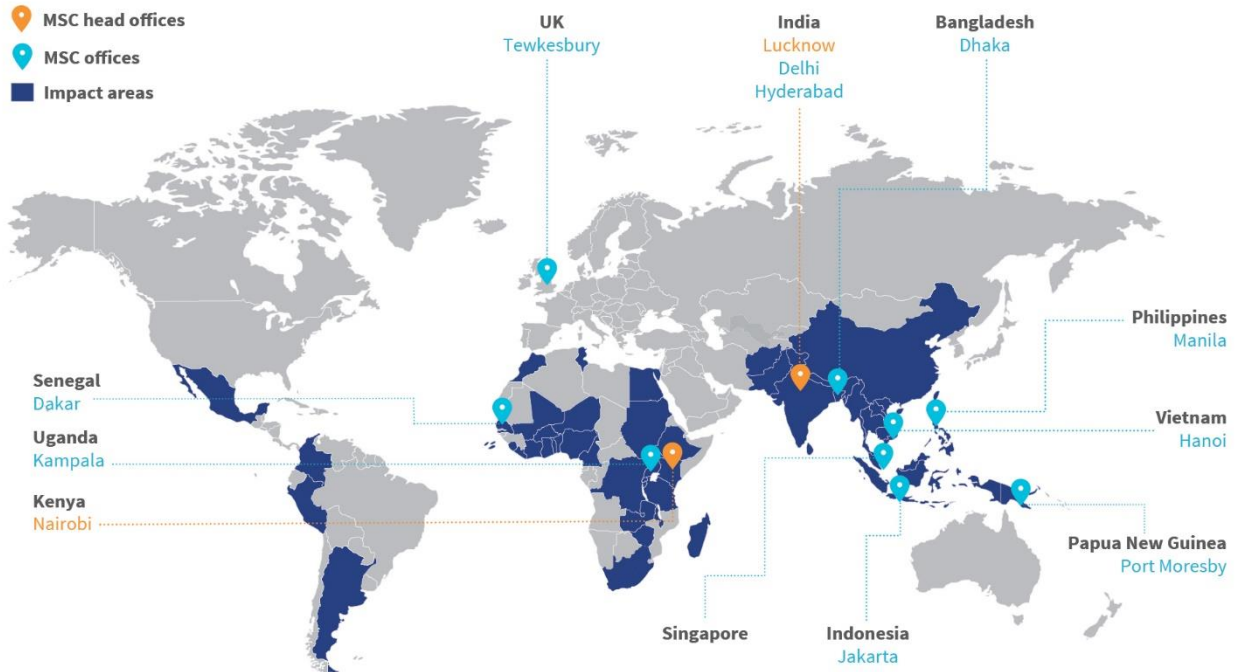 MSC head offices
MSC offices
Impact areas
UK
Tewkesbury
India
Lucknow
Delhi
Hyderabad
Bangladesh
Dhaka
Philippines
Manila
Senegal
Dakar
Vietnam
Hanoi
Uganda
Kampala
Kenya
Nairobi
Papua New Guinea
Port Moresby
Singapore
Indonesia
Jakarta